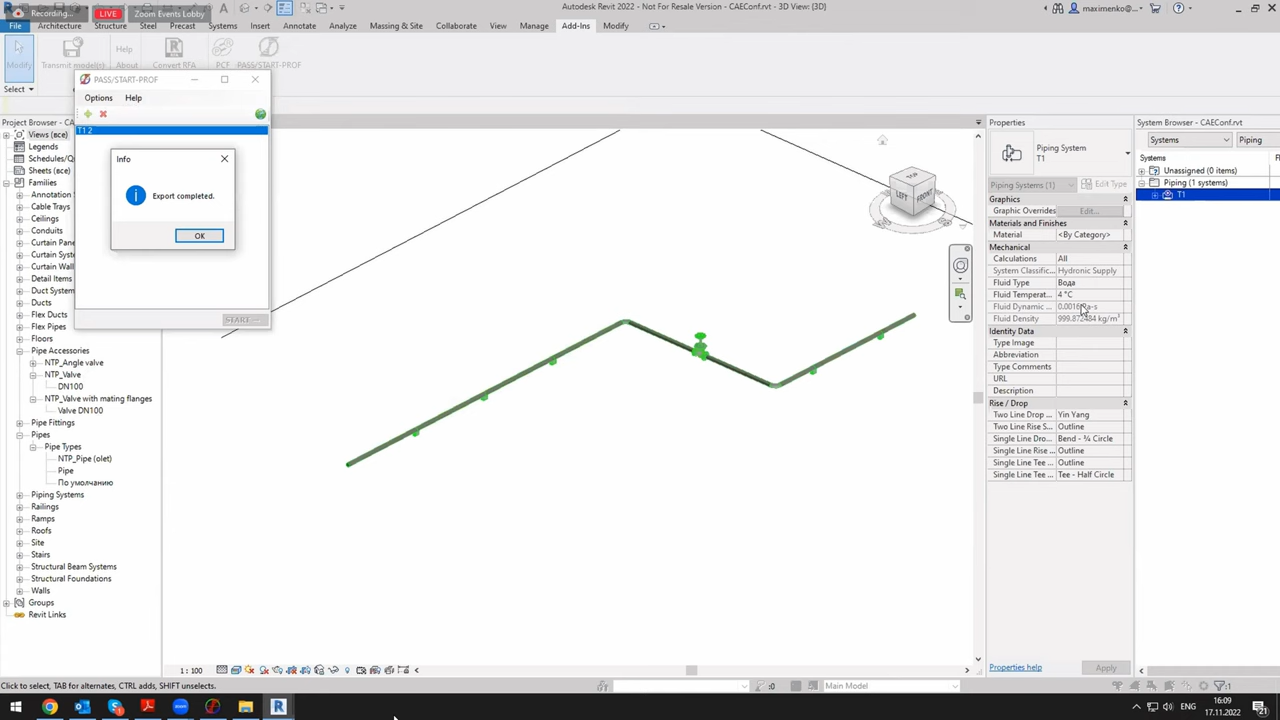 Recording...
LIVE
Zoom Events Lobby
Autodesk Revit 2022 - Not For Resale Version - CAEConf.rvt - 3D View: {3D}
maximenko@...
File
Architecture
Structure
Steel
Precast
Systems
Insert
Annotate
Analyze
Massing & Site
Collaborate
View
Manage
Add-Ins
Modify
Modify
Transmit model(s)
Help
Convert RFA
PCF
PASS/START-PROF
Select
PASS/START-PROF
Options
Help
T1 2
Info
Export completed.
OK
START
Project Browser - CA
Views (все)
Legends
Schedules/Qu
Sheets (все)
Families
Annotation
Cable Trays
Ceilings
Conduits
Curtain Pane
Curtain Syste
Curtain Wall
Detail Items
Duct System
Ducts
Flex Ducts
Flex Pipes
Floors
Pipe Accessories
NTP_Angle valve
NTP_Valve
DN100
NTP_Valve with mating flanges
Valve DN100
Pipe Fittings
Pipes
Pipe Types
NTP_Pipe (olet)
Pipe
По умолчанию
Piping Systems
Railings
Ramps
Roofs
Site
Stairs
Structural Beam Systems
Structural Foundations
Walls
Groups
Revit Links
TOP
LEFT
FRONT
Properties
Piping System
T1
Piping Systems (1)
Edit Type
Graphics
Graphic Overrides
Edit...
Materials and Finishes
Material
<By Category>
Mechanical
Calculations
All
System Classific...
Hydronic Supply
Fluid Type
Вода
Fluid Temperat...
4 °C
Fluid Dynamic ...
Fluid Density
999.872484 kg/m³
Identity Data
Type Image
Abbreviation
Type Comments
URL
Description
Rise / Drop
Two Line Drop ...
Yin Yang
Two Line Rise S...
Outline
Single Line Dro...
Bend - ¾ Circle
Single Line Rise ...
Outline
Single Line Tee ...
Outline
Single Line Tee ...
Tee - Half Circle
Properties help
Apply
System Browser - CAEConf.rvt
Systems
Piping
Systems
Unassigned (0 items)
Piping (1 systems)
T1
1 : 100
Click to select, TAB for alternates, CTRL adds, SHIFT unselects.
:0
Main Model
:1
ENG
16:09
17.11.2022
21